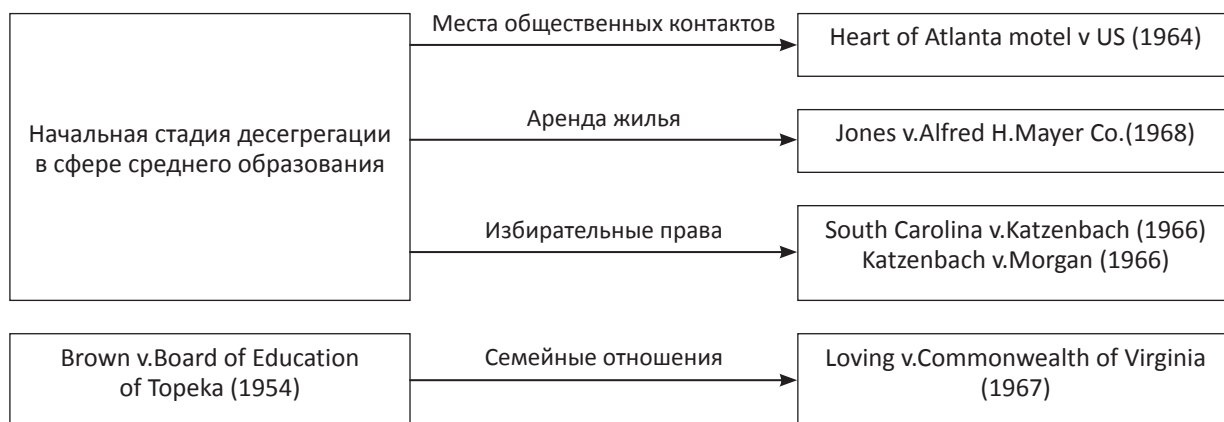 Места общественных контактов
Heart of Atlanta motel v US (1964)
Начальная стадия десегрегации
в сфере среднего образования
Аренда жилья
Jones v.Alfred H.Mayer Co.(1968)
Избирательные права
South Carolina v.Katzenbach (1966)
Katzenbach v.Morgan (1966)
Brown v.Board of Education
of Topeka (1954)
Семейные отношения
Loving v.Commonwealth of Virginia
(1967)